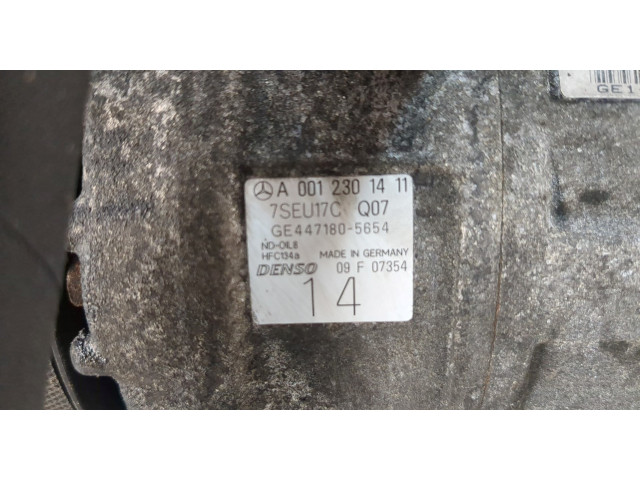 GE1
A 001 230 14 11
7SEU17C Q07
GE447180-5654
ND-OIL8
HFC134a MADE IN GERMANY
DENSO 09 F 07354
14